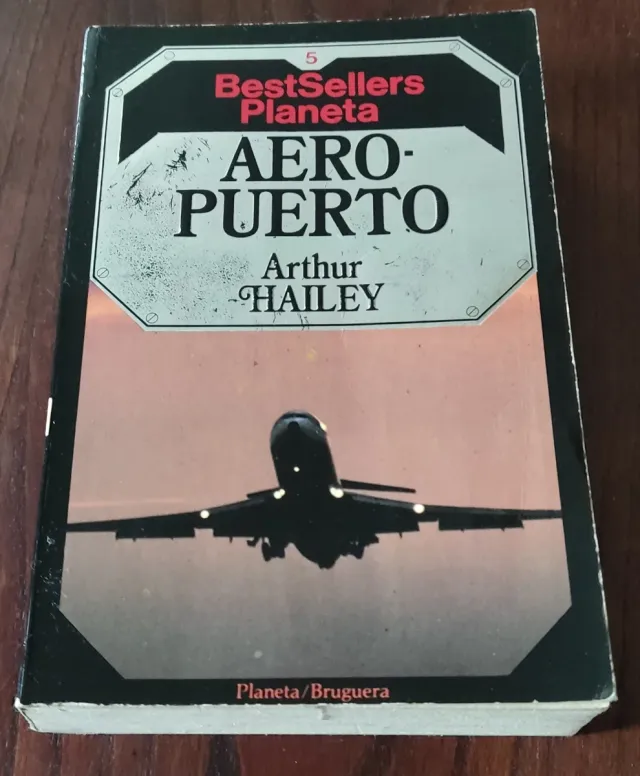 5
BestSellers
Planeta
AERO-
PUERTO
Arthur
HAILEY
Planeta/Bruguera